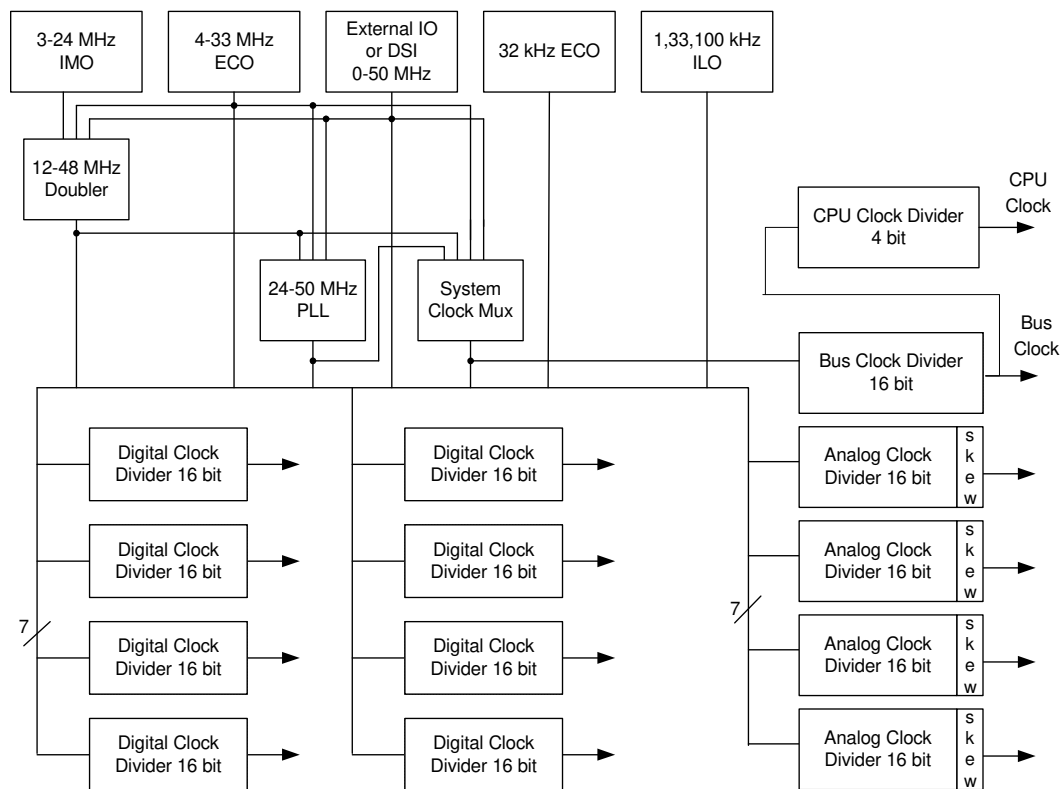 3-24 MHz
IMO
4-33 MHz
ECO
External IO
or DSI
0-50 MHz
32 kHz ECO
1,33,100 kHz
ILO
12-48 MHz
Doubler
24-50 MHz
PLL
System
Clock Mux
CPU Clock Divider
4 bit
CPU
Clock
Bus Clock Divider
16 bit
Bus
Clock
Digital Clock
Divider 16 bit
Digital Clock
Divider 16 bit
Analog Clock
Divider 16 bit
s
k
e
w
Digital Clock
Divider 16 bit
Digital Clock
Divider 16 bit
Analog Clock
Divider 16 bit
s
k
e
w
7
7
Digital Clock
Divider 16 bit
Digital Clock
Divider 16 bit
Analog Clock
Divider 16 bit
s
k
e
w
Digital Clock
Divider 16 bit
Digital Clock
Divider 16 bit
Analog Clock
Divider 16 bit
s
k
e
w